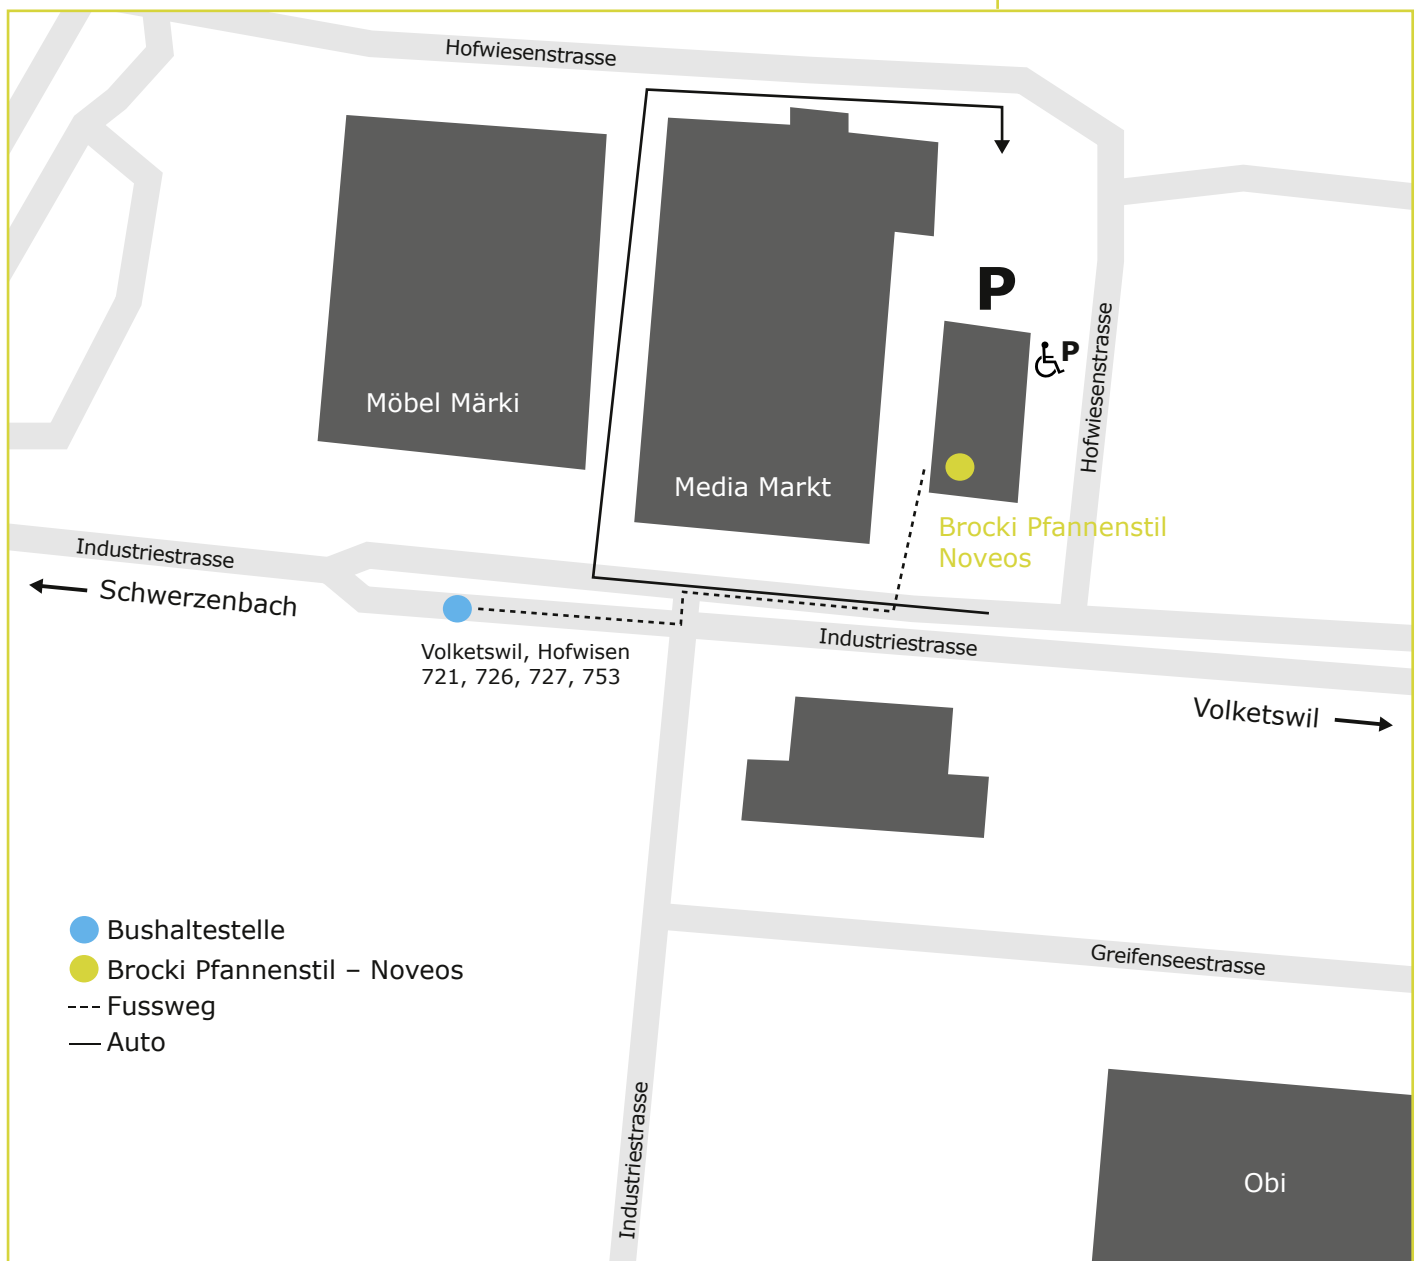 Hofwiesenstrasse
P
P
Hofwiesenstrasse
Möbel Märki
Media Markt
Brocki Pfannenstil
Noveos
Industriestrasse
Schwerzenbach
Volketswil, Hofwisen
721, 726, 727, 753
Industriestrasse
Volketswil
Bushaltestelle
Brocki Pfannenstil – Noveos
Fussweg
Auto
Greifenseestrasse
Industriestrasse
Obi